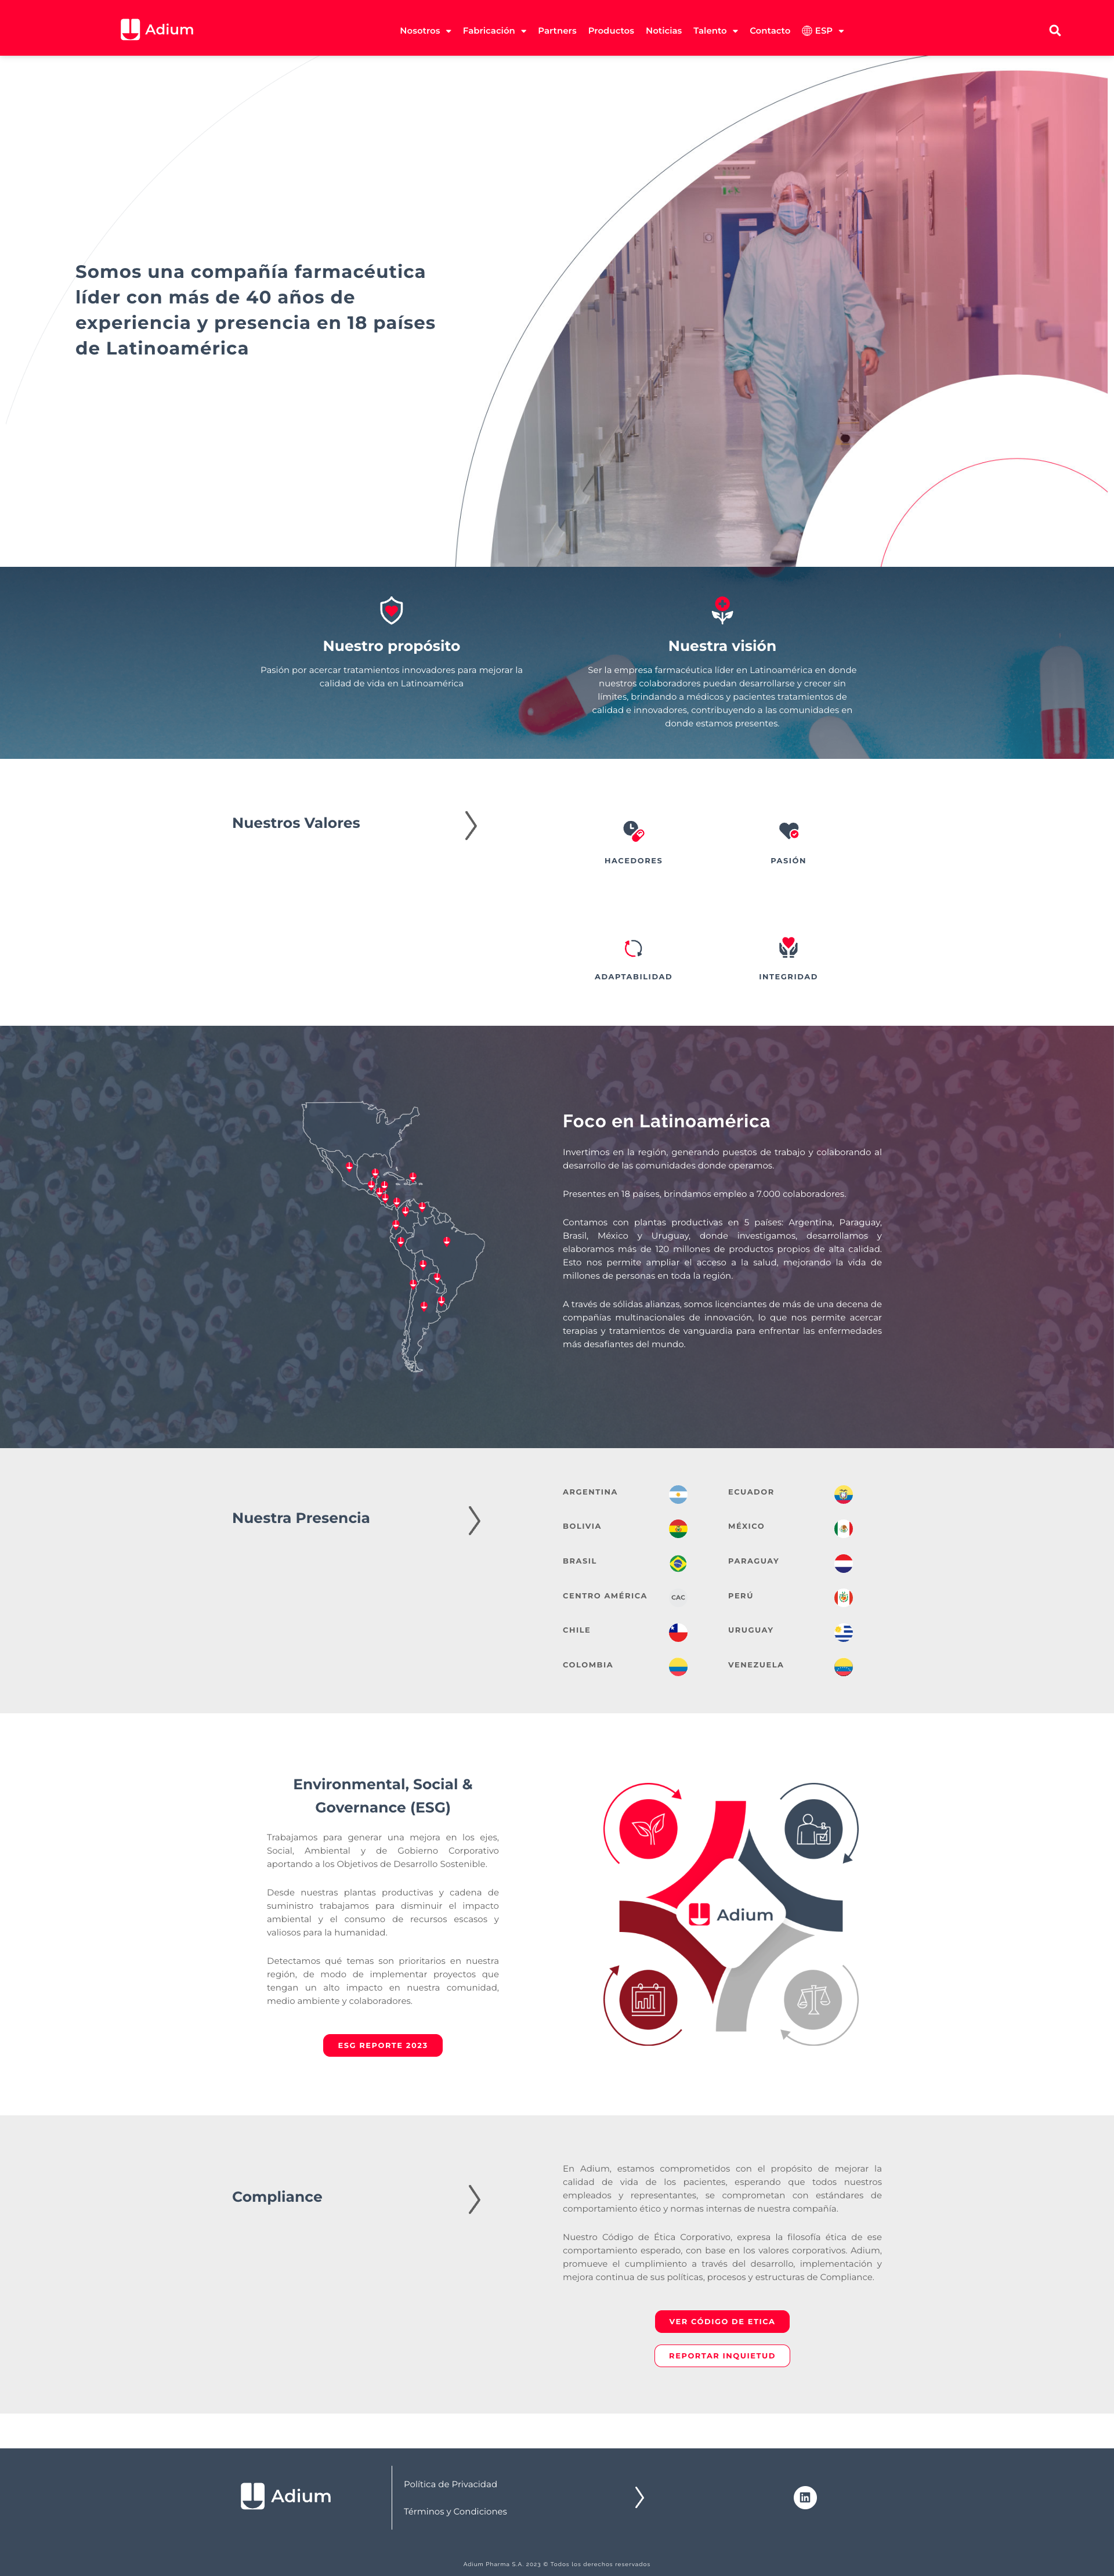 Adium
Nosotros
Fabricación
Partners
Productos
Noticias
Talento
Contacto
ESP
Somos una compañía farmacéutica
líder con más de 40 años de
experiencia y presencia en 18 países
de Latinoamérica
Nuestro propósito
Pasión por acercar tratamientos innovadores para mejorar la
calidad de vida en Latinoamérica
Nuestra visión
Ser la empresa farmacéutica líder en Latinoamérica en donde
nuestros colaboradores puedan desarrollarse y crecer sin
límites, brindando a médicos y pacientes tratamientos de
calidad e innovadores, contribuyendo a las comunidades en
donde estamos presentes.
Nuestros Valores
HACEDORES
PASIÓN
ADAPTABILIDAD
INTEGRIDAD
Foco en Latinoamérica
Invertimos en la región, generando puestos de trabajo y colaborando al
desarrollo de las comunidades donde operamos.
Presentes en 18 países, brindamos empleo a 7.000 colaboradores.
Contamos con plantas productivas en 5 países: Argentina, Paraguay,
Brasil, México y Uruguay, donde investigamos, desarrollamos y
elaboramos más de 120 millones de productos propios de alta calidad.
Esto nos permite ampliar el acceso a la salud, mejorando la vida de
millones de personas en toda la región.
A través de sólidas alianzas, somos licenciantes de más de una decena de
compañías multinacionales de innovación, lo que nos permite acercar
terapias y tratamientos de vanguardia para enfrentar las enfermedades
más desafiantes del mundo.
Nuestra Presencia
ARGENTINA
BOLIVIA
BRASIL
CENTRO AMÉRICA
CAC
CHILE
COLOMBIA
ECUADOR
MÉXICO
PARAGUAY
PERÚ
URUGUAY
VENEZUELA
Environmental, Social &
Governance (ESG)
Trabajamos para generar una mejora en los ejes,
Social, Ambiental y de Gobierno Corporativo
aportando a los Objetivos de Desarrollo Sostenible.
Desde nuestras plantas productivas y cadena de
suministro trabajamos para disminuir el impacto
ambiental y el consumo de recursos escasos y
valiosos para la humanidad.
Detectamos qué temas son prioritarios en nuestra
región, de modo de implementar proyectos que
tengan un alto impacto en nuestra comunidad,
medio ambiente y colaboradores.
ESG REPORTE 2023
Adium
Compliance
En Adium, estamos comprometidos con el propósito de mejorar la
calidad de vida de los pacientes, esperando que todos nuestros
empleados y representantes, se comprometan con estándares de
comportamiento ético y normas internas de nuestra compañía.
Nuestro Código de Ética Corporativo, expresa la filosofía ética de ese
comportamiento esperado, con base en los valores corporativos. Adium,
promueve el cumplimiento a través del desarrollo, implementación y
mejora continua de sus políticas, procesos y estructuras de Compliance.
VER CÓDIGO DE ETICA
REPORTAR INQUIETUD
Adium
Política de Privacidad
Términos y Condiciones
Adium Pharma S.A. 2023 © Todos los derechos reservados